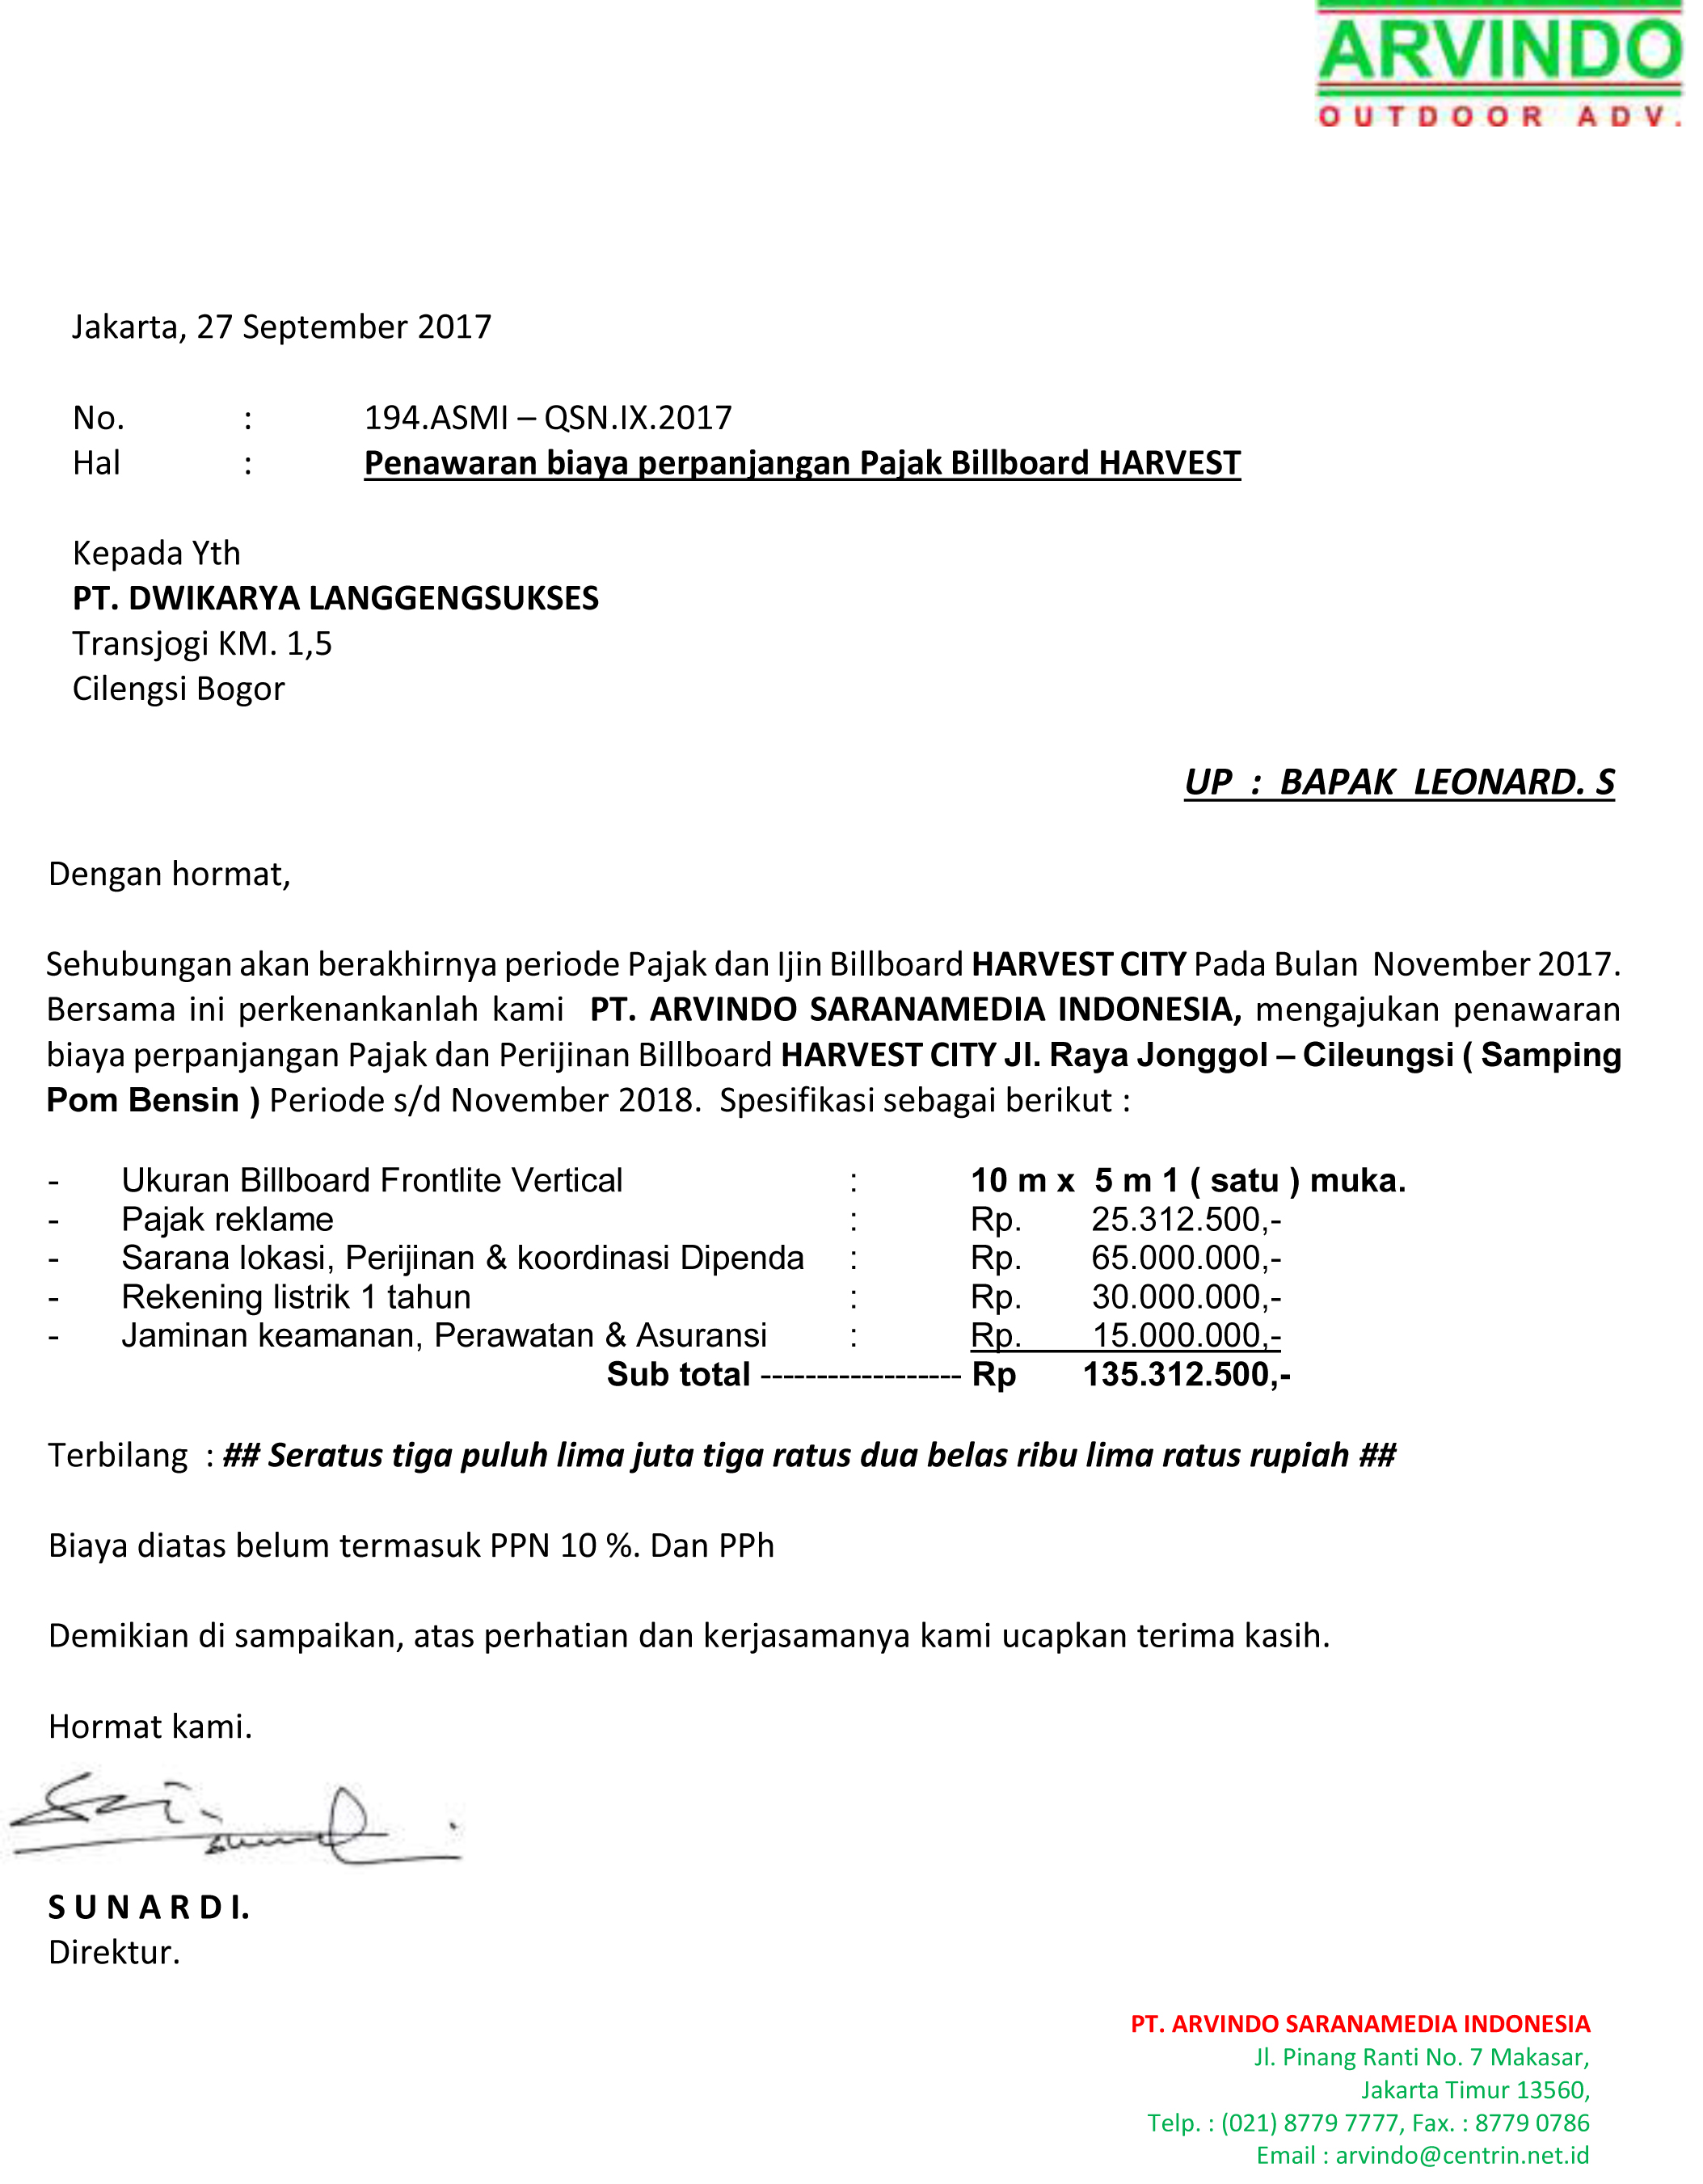 ARVINDO
OUTDOOR ADV.
Jakarta, 27 September 2017
No. : 194.ASMI – QSN.IX.2017
Hal : Penawaran biaya perpanjangan Pajak Billboard HARVEST
Kepada Yth
PT. DWIKARYA LANGGENGSUKSES
Transjogi KM. 1,5
Cilengsi Bogor
UP : BAPAK LEONARD. S
Dengan hormat,
Sehubungan akan berakhirnya periode Pajak dan Ijin Billboard HARVEST CITY Pada Bulan November 2017.
Bersama ini perkenankanlah kami PT. ARVINDO SARANAMEDIA INDONESIA, mengajukan penawaran
biaya perpanjangan Pajak dan Perijinan Billboard HARVEST CITY Jl. Raya Jonggol – Cileungsi ( Samping
Pom Bensin ) Periode s/d November 2018. Spesifikasi sebagai berikut :
- Ukuran Billboard Frontlite Vertical : 10 m x 5 m 1 ( satu ) muka.
- Pajak reklame : Rp. 25.312.500,-
- Sarana lokasi, Perijinan & koordinasi Dipenda : Rp. 65.000.000,-
- Rekening listrik 1 tahun : Rp. 30.000.000,-
- Jaminan keamanan, Perawatan & Asuransi : Rp. 15.000.000,-
Sub total ------------------ Rp 135.312.500,-
Terbilang : ## Seratus tiga puluh lima juta tiga ratus dua belas ribu lima ratus rupiah ##
Biaya diatas belum termasuk PPN 10 %. Dan PPh
Demikian di sampaikan, atas perhatian dan kerjasamanya kami ucapkan terima kasih.
Hormat kami.
S U N A R D I.
Direktur.
PT. ARVINDO SARANAMEDIA INDONESIA
Jl. Pinang Ranti No. 7 Makasar,
Jakarta Timur 13560,
Telp. : (021) 8779 7777, Fax. : 8779 0786
Email : arvindo@centrin.net.id